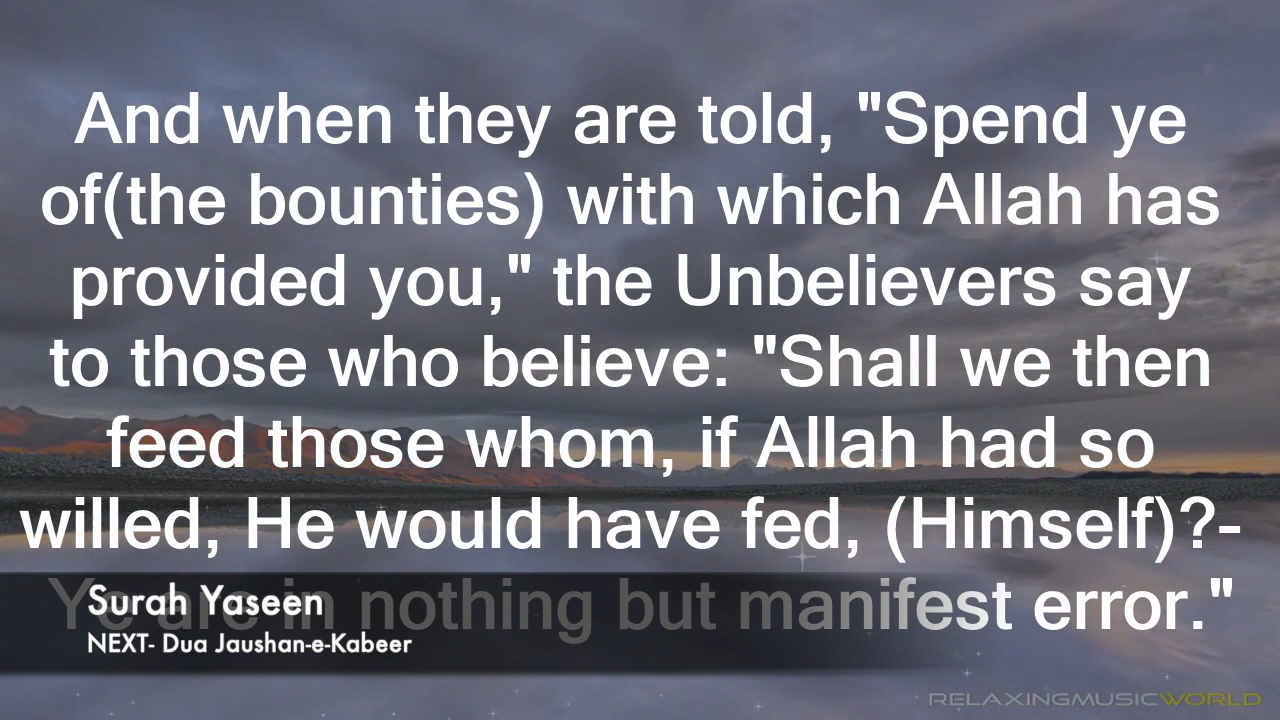 And when they are told, "Spend ye
of(the bounties) with which Allah has
provided you," the Unbelievers say
to those who believe: "Shall we then
feed those whom, if Allah had so
willed, He would have fed, (Himself)?-
Ye are in nothing but manifest error."
Surah Yaseen
NEXT- Dua Jaushan-e-Kabeer
RELAXINGMUSICWORLD